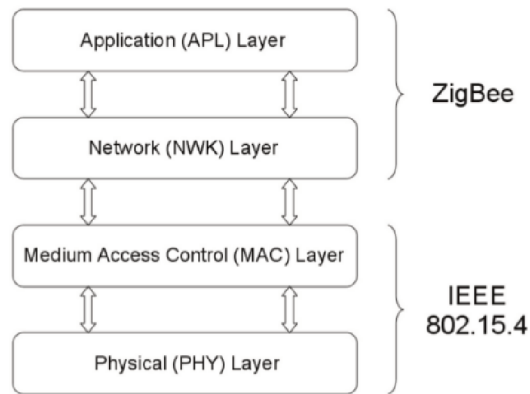 Application (APL) Layer
ZigBee
Network (NWK) Layer
Medium Access Control (MAC) Layer
IEEE
802.15.4
Physical (PHY) Layer